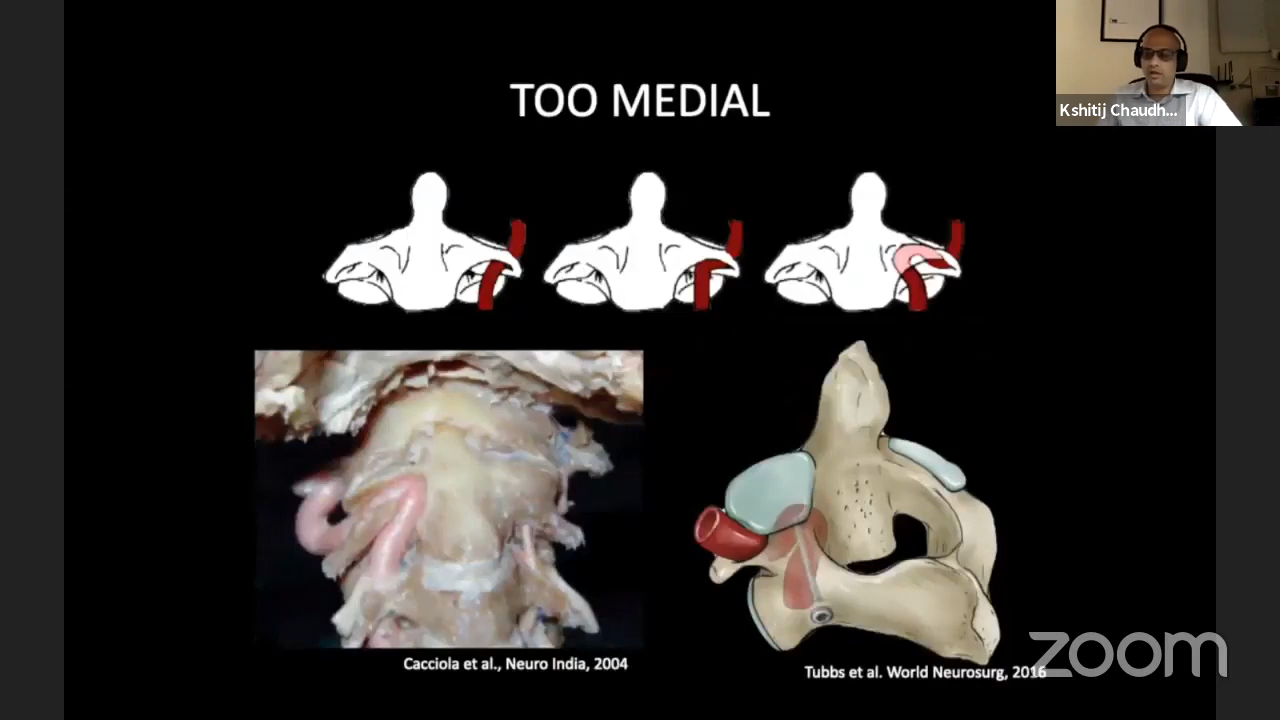 TOO MEDIAL
Kshitij Chaudh...
Cacciola et al., Neuro India, 2004
Tubbs et al. World Neurosurg, 2016
zoom